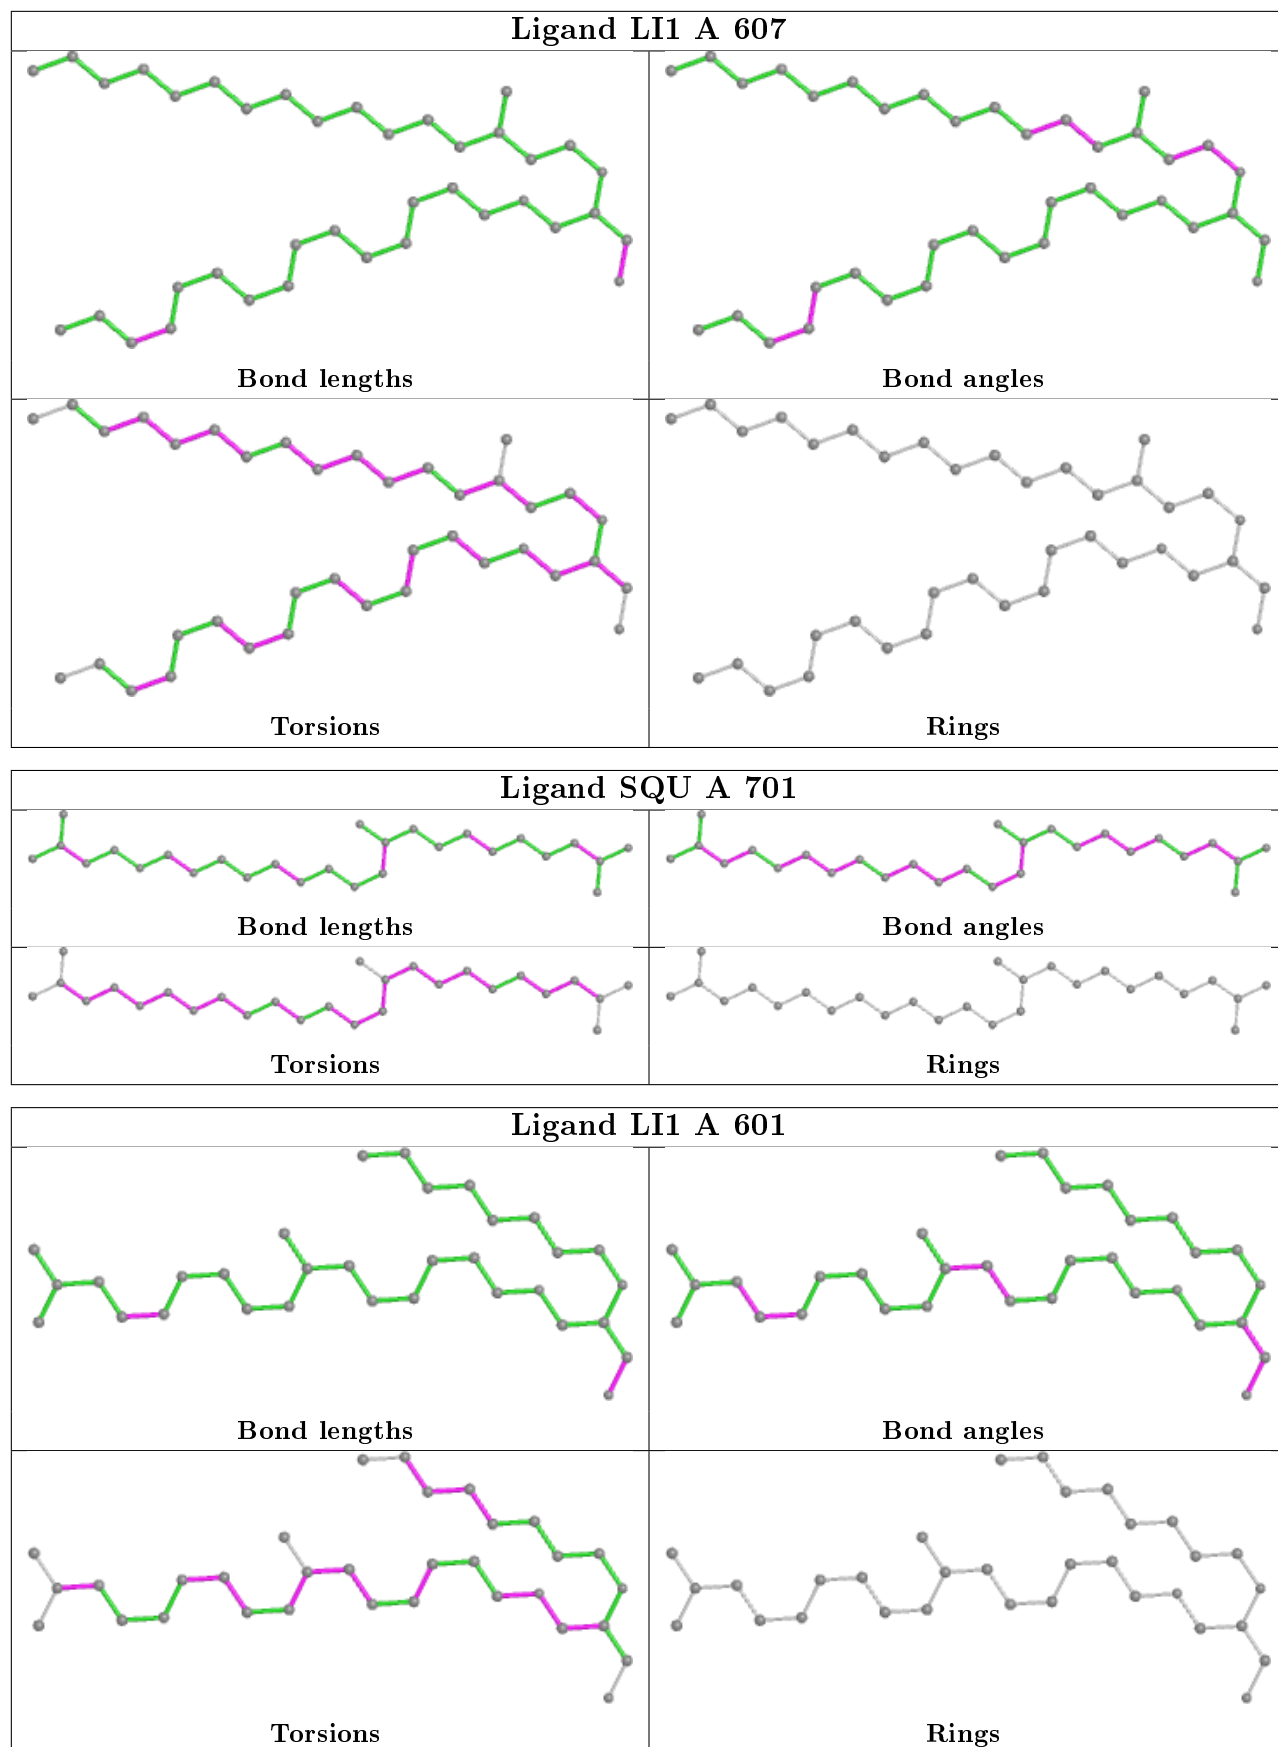 Ligand LI1 A 607
Bond lengths
Bond angles
Torsions
Rings
Ligand SQU A 701
Bond lengths
Bond angles
Torsions
Rings
Ligand LI1 A 601
Bond lengths
Bond angles
Torsions
Rings